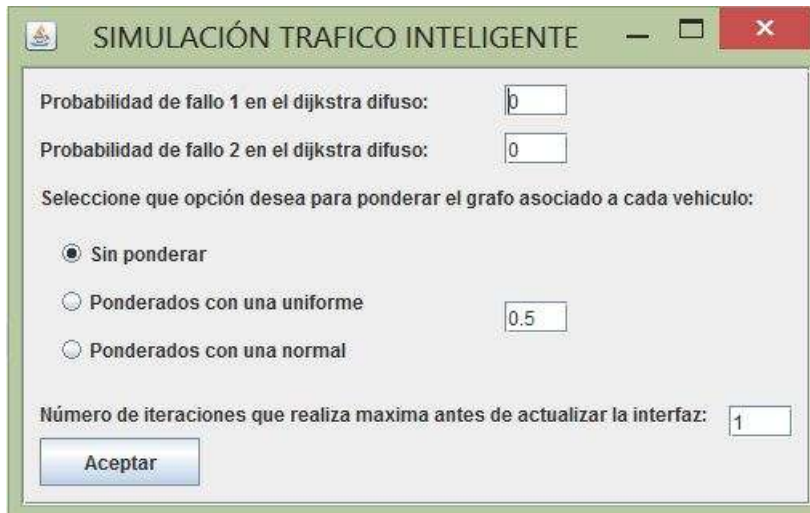 SIMULACIÓN TRAFICO INTELIGENTE
Probabilidad de fallo 1 en el dijkstra difuso: 0
Probabilidad de fallo 2 en el dijkstra difuso: 0
Seleccione que opción desea para ponderar el grafo asociado a cada vehiculo:
Sin ponderar
Ponderados con una uniforme
0.5
Ponderados con una normal
Número de iteraciones que realiza maxima antes de actualizar la interfaz: 1
Aceptar